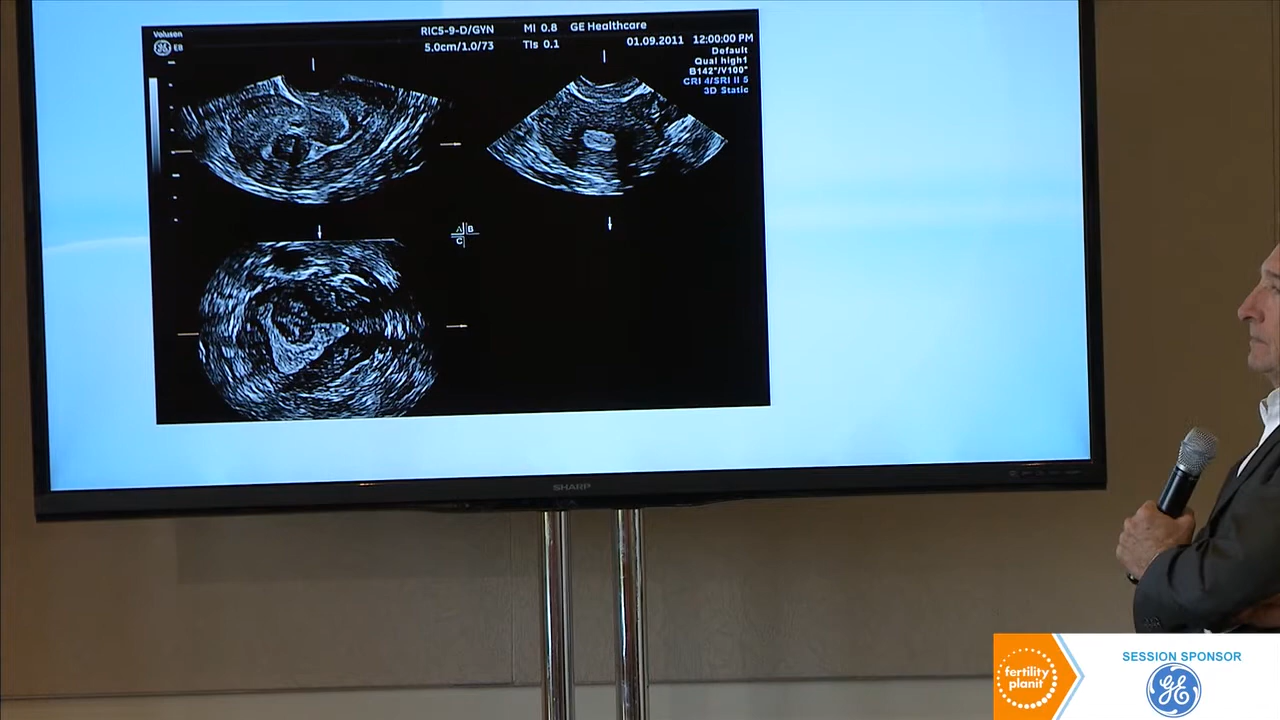 Voluson
E8
RIC5-9-D/GYN
MI 0.8
GE Healthcare
5.0cm/1.0/73
TIs 0.1
01.09.2011
12:00:00 PM
Default
Qual high1
B142°/V100°
CRI 4/SRI II 5
3D Static
A B
C
SHARP
fertility
planit
SESSION SPONSOR
GE